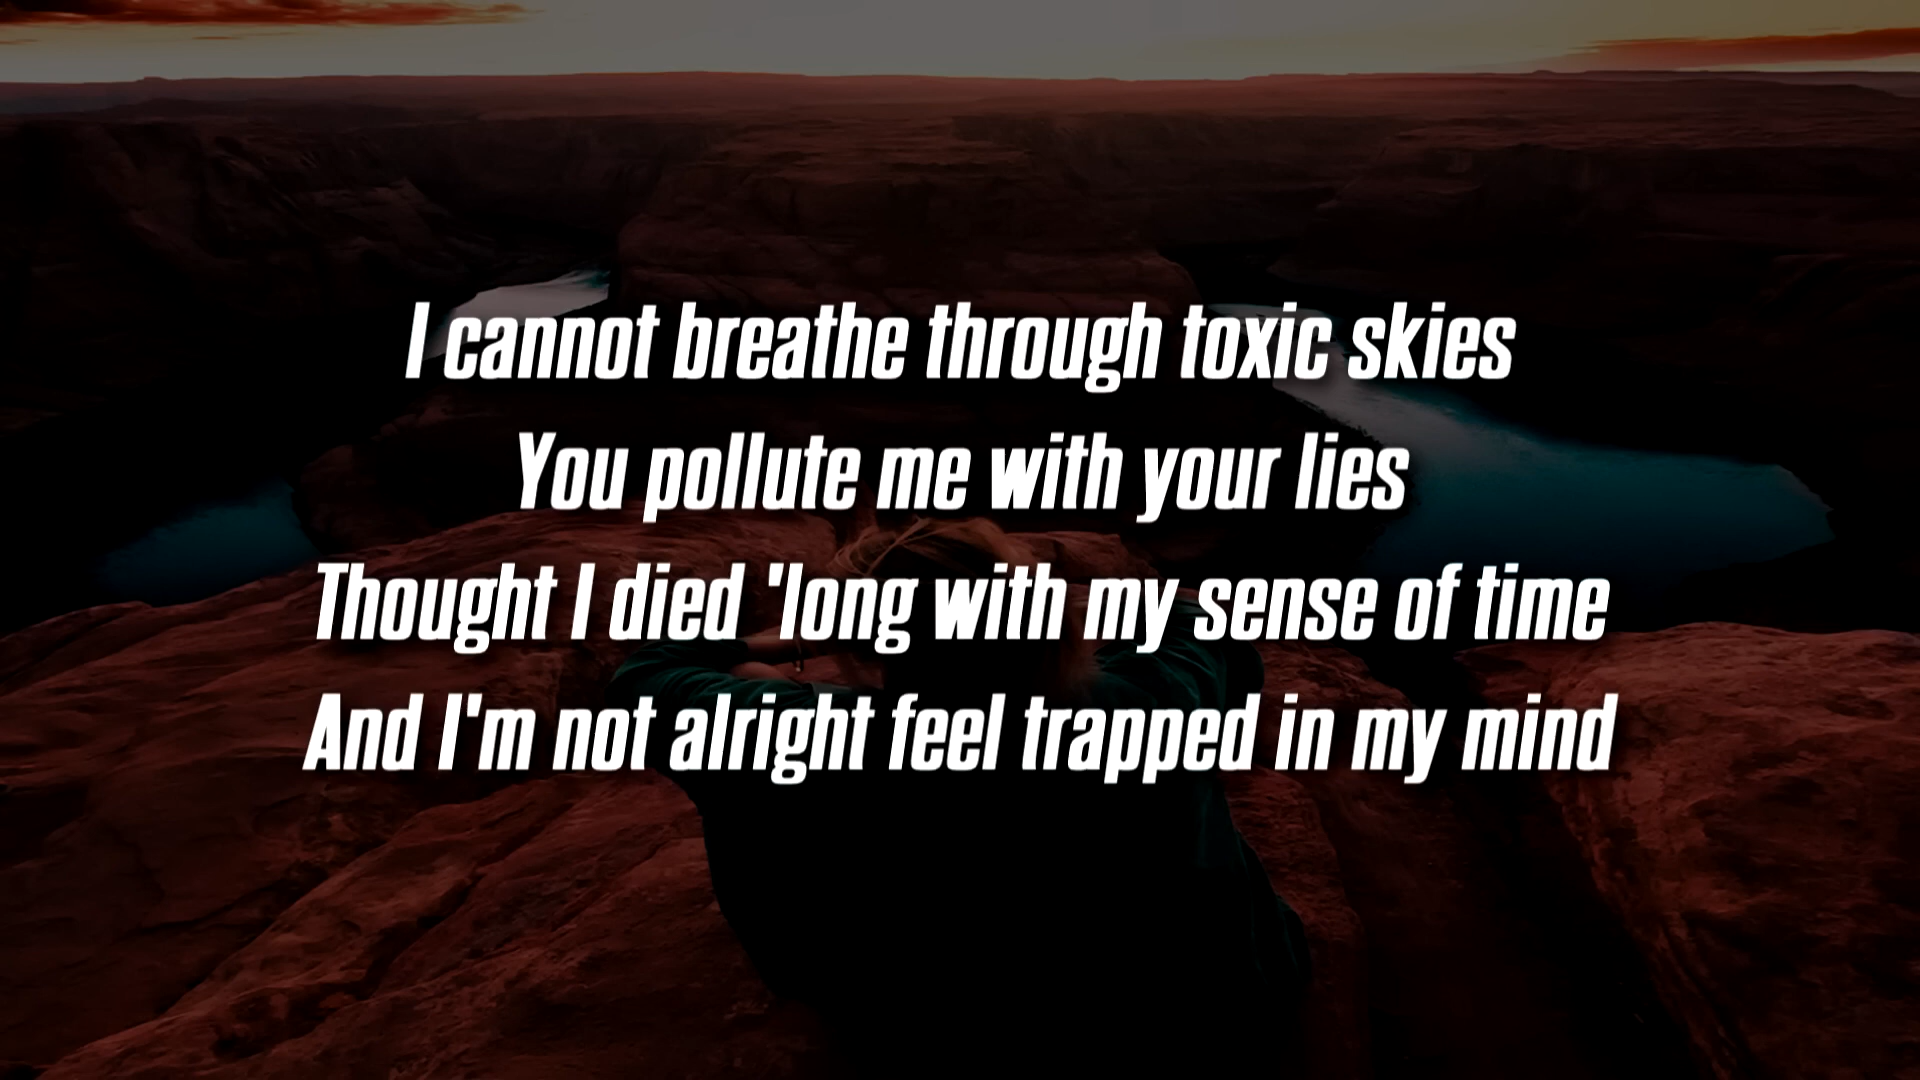 I cannot breathe through toxic skies
You pollute me with your lies
Thought I died 'long with my sense of time
And I'm not alright feel trapped in my mind